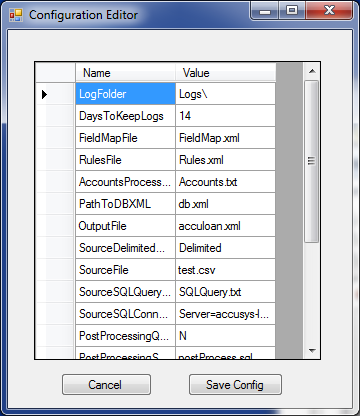 Configuration Editor
Name Value
LogFolder Logs\
DaysToKeepLogs 14
FieldMapFile FieldMap.xml
RulesFile Rules.xml
AccountsProcess... Accounts.txt
PathToDBXML db.xml
OutputFile acculoan.xml
SourceDelimited... Delimited
SourceFile test.csv
SourceSQLQuery... SQLQuery.txt
SourceSQLConn... Server=accusys-l...
PostProcessingQ... N
PostProcessingS... postProcess.sql
Cancel Save Config